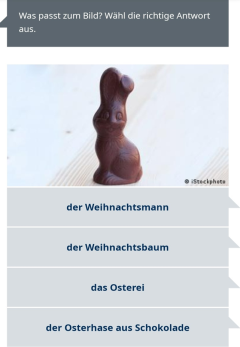 Was passt zum Bild? Wähl die richtige Antwort
aus.
© iStockphoto
der Weihnachtsmann
der Weihnachtsbaum
das Osterei
der Osterhase aus Schokolade